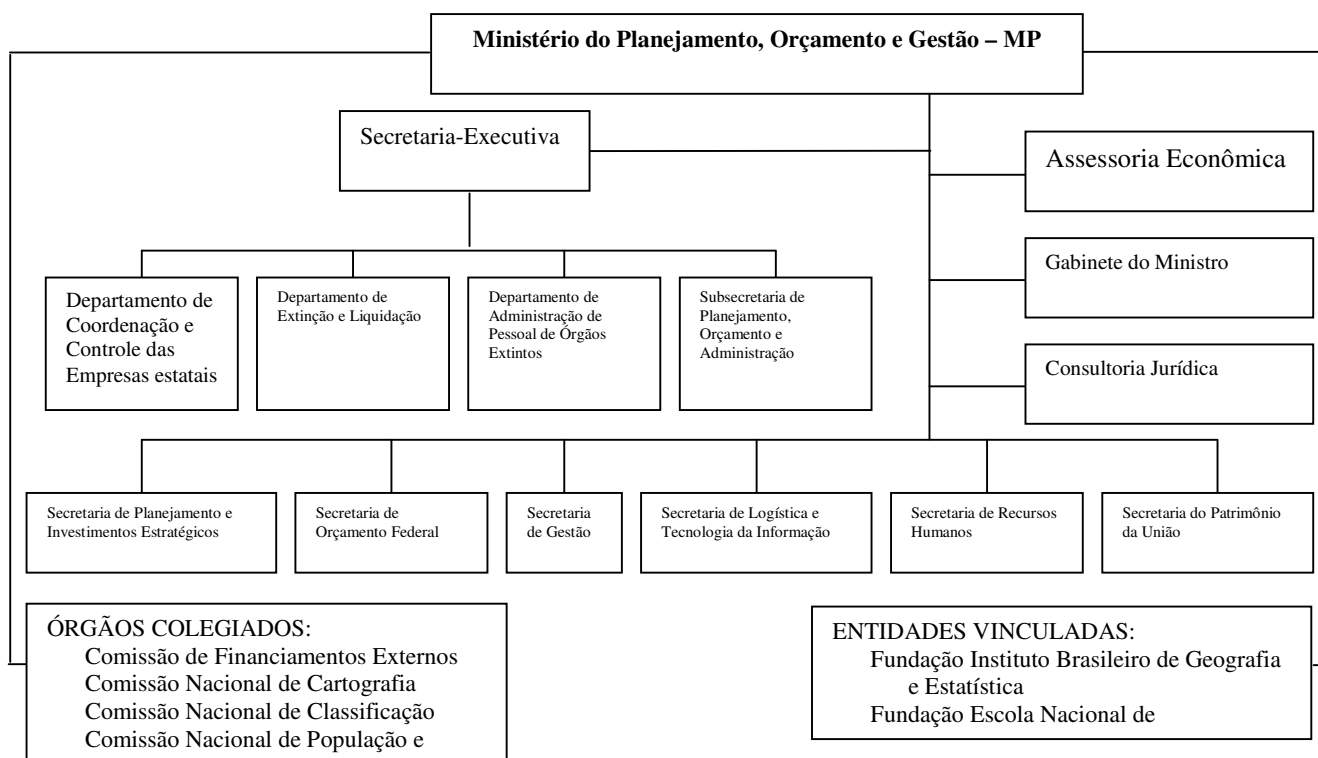 Ministério do Planejamento, Orçamento e Gestão – MP
Secretaria-Executiva
Assessoria Econômica
Gabinete do Ministro
Consultoria Jurídica
Departamento de
Coordenação e
Controle das
Empresas estatais
Departamento de
Extinção e Liquidação
Departamento de
Administração de
Pessoal de Órgãos
Extintos
Subsecretaria de
Planejamento,
Orçamento e
Administração
Secretaria de Planejamento e
Investimentos Estratégicos
Secretaria de
Orçamento Federal
Secretaria
de Gestão
Secretaria de Logística e
Tecnologia da Informação
Secretaria de Recursos
Humanos
Secretaria do Patrimônio
da União
ÓRGÃOS COLEGIADOS:
Comissão de Financiamentos Externos
Comissão Nacional de Cartografia
Comissão Nacional de Classificação
Comissão Nacional de População e
ENTIDADES VINCULADAS:
Fundação Instituto Brasileiro de Geografia
e Estatística
Fundação Escola Nacional de